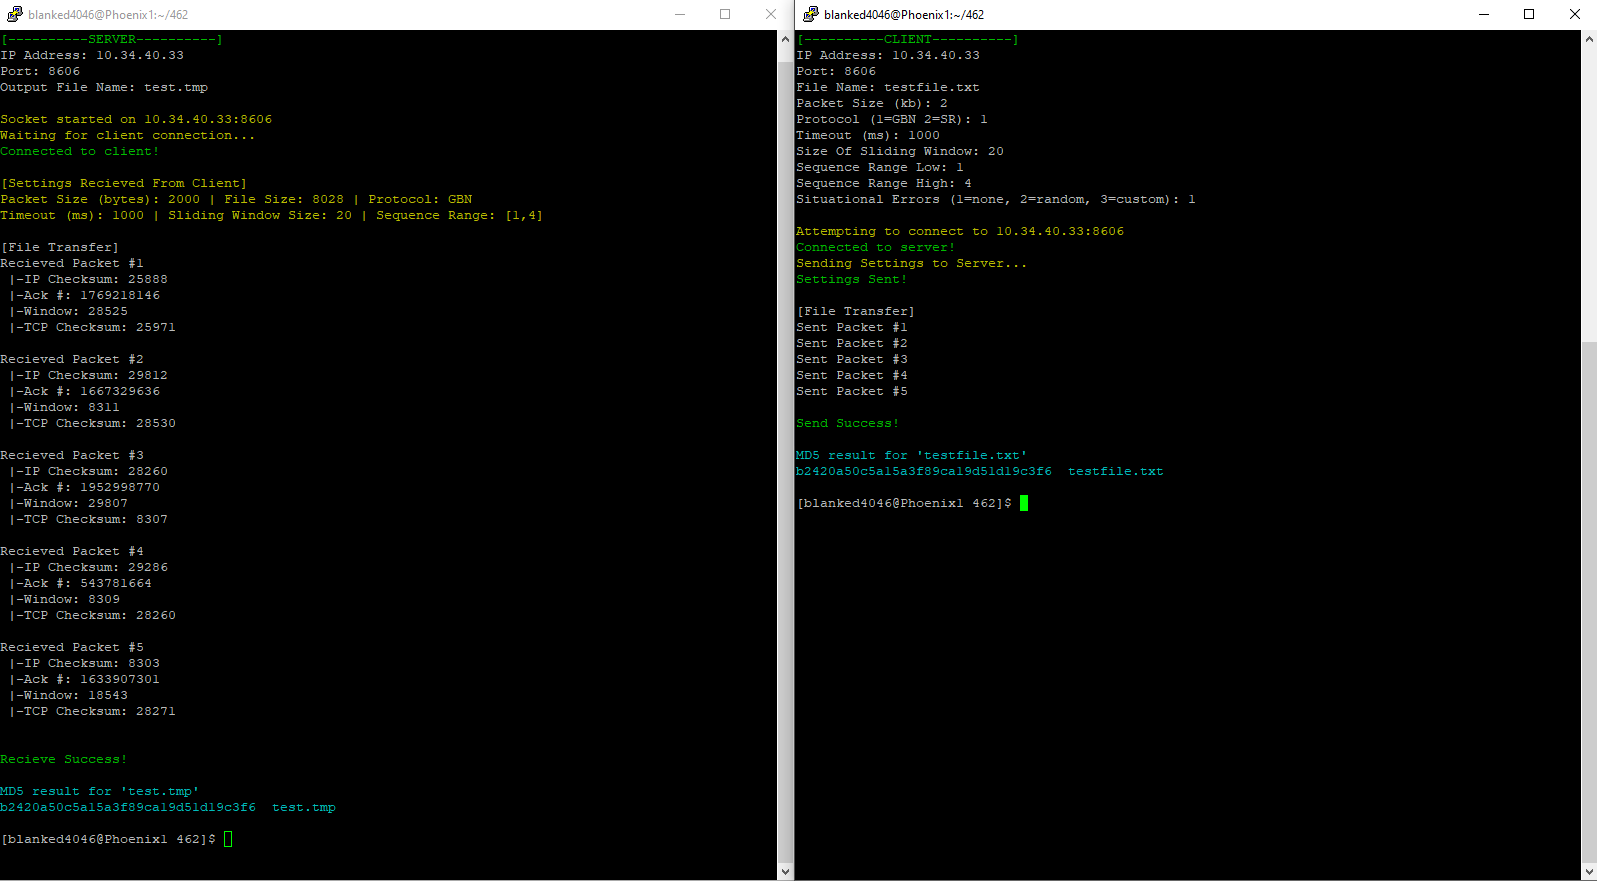 blanked4046@Phoenix1:~/462
[----------SERVER----------]
IP Address: 10.34.40.33
Port: 8606
Output File Name: test.tmp
Socket started on 10.34.40.33:8606
Waiting for client connection...
Connected to client!
[Settings Recieved From Client]
Packet Size (bytes): 2000 | File Size: 8028 | Protocol: GBN
Timeout (ms): 1000 | Sliding Window Size: 20 | Sequence Range: [1,4]
[File Transfer]
Recieved Packet #1
|-IP Checksum: 25888
|-Ack #: 1769218146
|-Window: 28525
|-TCP Checksum: 25971
Recieved Packet #2
|-IP Checksum: 29812
|-Ack #: 1667329636
|-Window: 8311
|-TCP Checksum: 28530
Recieved Packet #3
|-IP Checksum: 28260
|-Ack #: 1952998770
|-Window: 29807
|-TCP Checksum: 8307
Recieved Packet #4
|-IP Checksum: 29286
|-Ack #: 543781664
|-Window: 8309
|-TCP Checksum: 28260
Recieved Packet #5
|-IP Checksum: 8303
|-Ack #: 1633907301
|-Window: 18543
|-TCP Checksum: 28271
Recieve Success!
MD5 result for 'test.tmp'
b2420a50c5a15a3f89ca19d51d19c3f6  test.tmp
[blanked4046@Phoenix1 462]$
blanked4046@Phoenix1:~/462
[----------CLIENT----------]
IP Address: 10.34.40.33
Port: 8606
File Name: testfile.txt
Packet Size (kb): 2
Protocol (1=GBN 2=SR): 1
Timeout (ms): 1000
Size Of Sliding Window: 20
Sequence Range Low: 1
Sequence Range High: 4
Situational Errors (1=none, 2=random, 3=custom): 1
Attempting to connect to 10.34.40.33:8606
Connected to server!
Sending Settings to Server...
Settings Sent!
[File Transfer]
Sent Packet #1
Sent Packet #2
Sent Packet #3
Sent Packet #4
Sent Packet #5
Send Success!
MD5 result for 'testfile.txt'
b2420a50c5a15a3f89ca19d51d19c3f6  testfile.txt
[blanked4046@Phoenix1 462]$